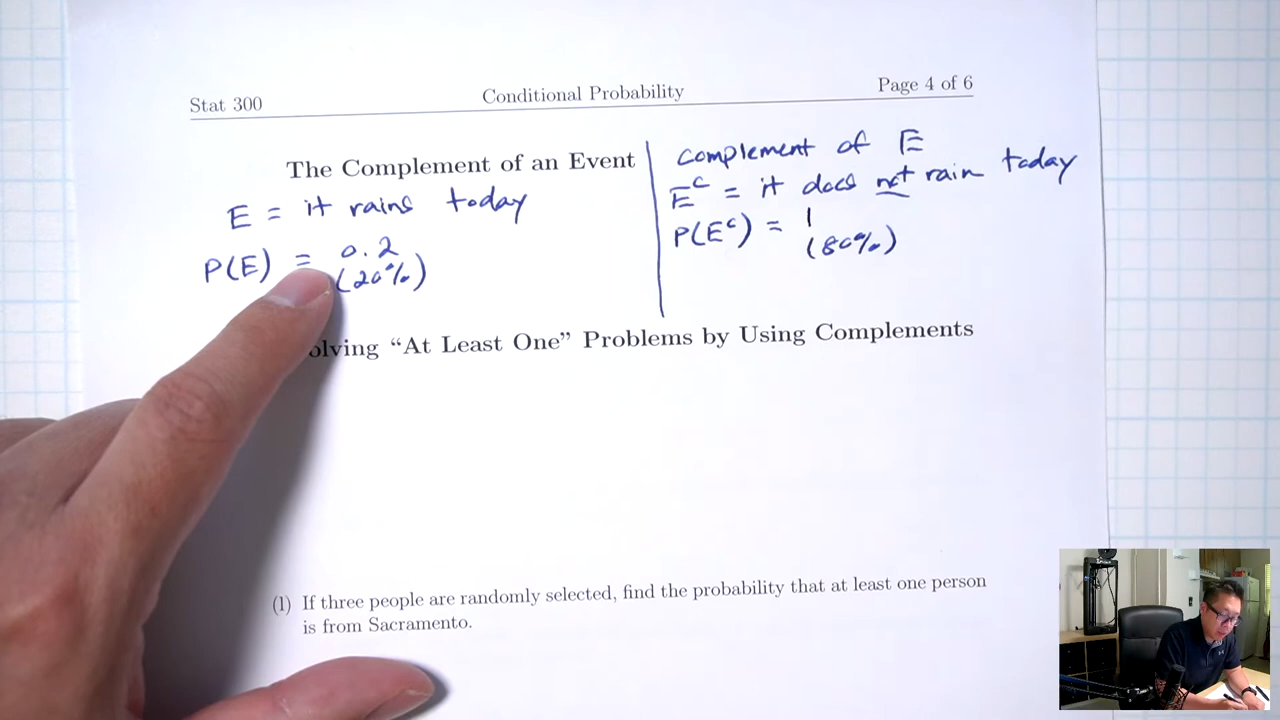 Stat 300 Conditional Probability Page 4 of 6
The Complement of an Event
E = it rains today
P(E) = 0.2
(20%)
complement of E
Eᶜ = it does not rain today
P(Eᶜ) = 1
(80%)
olving “At Least One” Problems by Using Complements
(1) If three people are randomly selected, find the probability that at least one person
is from Sacramento.